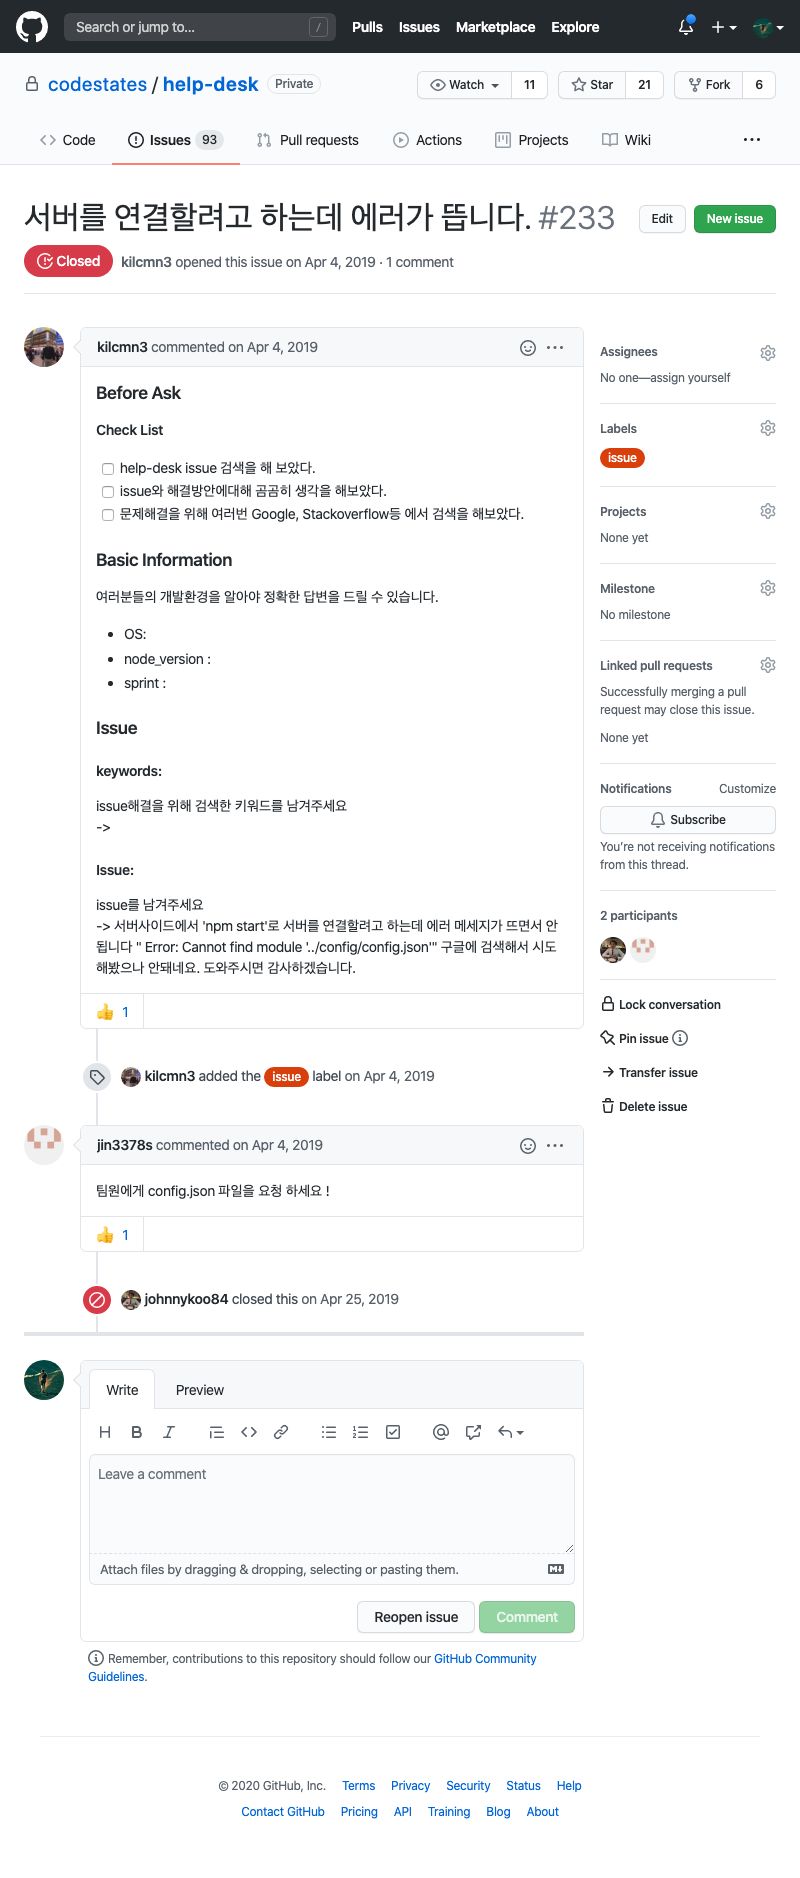 Search or jump to... /
Pulls Issues Marketplace Explore
codestates / help-desk Private
Watch 11 Star 21 Fork 6
Code Issues 93 Pull requests Actions Projects Wiki ...
서버를 연결할려고 하는데 에러가 뜹니다. #233
Edit New issue
Closed kilcmn3 opened this issue on Apr 4, 2019 · 1 comment
kilcmn3 commented on Apr 4, 2019
Before Ask
Check List
help-desk issue 검색을 해 보았다.
issue와 해결방안에대해 곰곰히 생각을 해보았다.
문제해결을 위해 여러번 Google, Stackoverflow등 에서 검색을 해보았다.
Basic Information
여러분들의 개발환경을 알아야 정확한 답변을 드릴 수 있습니다.
• OS:
• node_version :
• sprint :
Issue
keywords:
issue해결을 위해 검색한 키워드를 남겨주세요
->
Issue:
issue를 남겨주세요
-> 서버사이드에서 'npm start'로 서버를 연결할려고 하는데 에러 메세지가 뜨면서 안
됩니다 " Error: Cannot find module '../config/config.json'" 구글에 검색해서 시도
해봤으나 안돼네요. 도와주시면 감사하겠습니다.
👍 1
kilcmn3 added the issue label on Apr 4, 2019
jin3378s commented on Apr 4, 2019
팀원에게 config.json 파일을 요청 하세요 !
👍 1
johnnykoo84 closed this on Apr 25, 2019
Assignees
No one—assign yourself
Labels
issue
Projects
None yet
Milestone
No milestone
Linked pull requests
Successfully merging a pull
request may close this issue.
None yet
Notifications Customize
Subscribe
You're not receiving notifications
from this thread.
2 participants
Lock conversation
Pin issue
Transfer issue
Delete issue
Write Preview
Leave a comment
Attach files by dragging & dropping, selecting or pasting them.
Reopen issue Comment
Remember, contributions to this repository should follow our GitHub Community
Guidelines.
© 2020 GitHub, Inc. Terms Privacy Security Status Help
Contact GitHub Pricing API Training Blog About